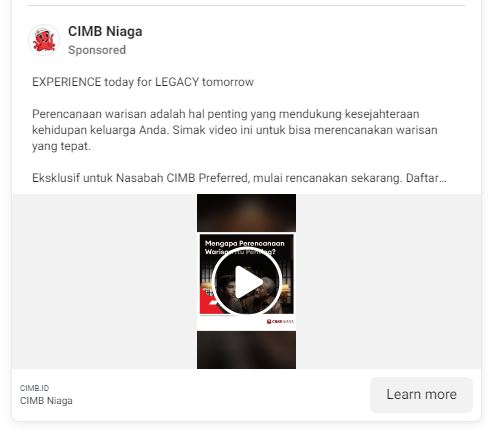 CIMB Niaga
Sponsored
EXPERIENCE today for LEGACY tomorrow
Perencanaan warisan adalah hal penting yang mendukung kesejahteraan
kehidupan keluarga Anda. Simak video ini untuk bisa merencanakan warisan
yang tepat.
Eksklusif untuk Nasabah CIMB Preferred, mulai rencanakan sekarang. Daftar...
Mengapa Perencanaan
Warisan Itu Penting?
CIMB NIAGA
CIMB.ID
CIMB Niaga
Learn more